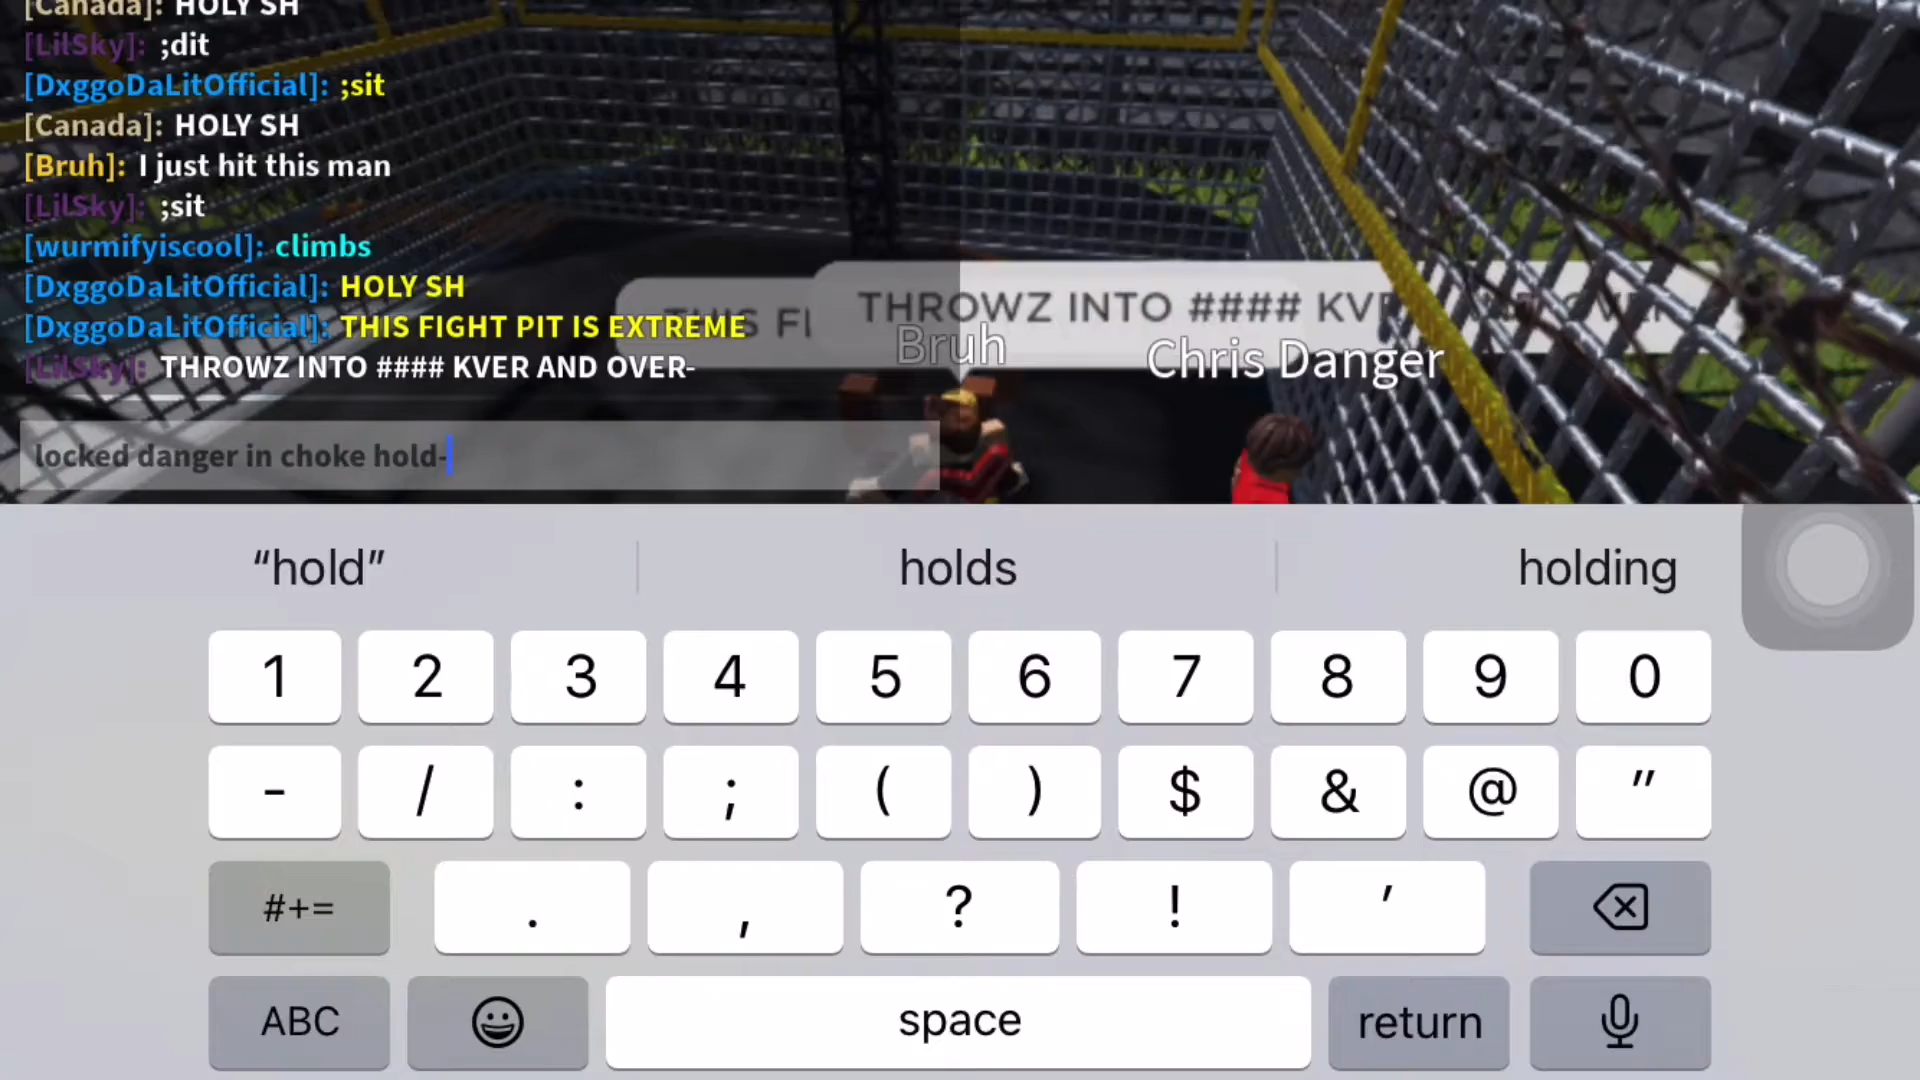 [Canada]: HOLY SH
[LilSky]: ;dit
[DxggoDaLitOfficial]: ;sit
[Canada]: HOLY SH
[Bruh]: I just hit this man
[LilSky]: ;sit
[wurmifyiscool]: climbs
[DxggoDaLitOfficial]: HOLY SH
[DxggoDaLitOfficial]: THIS FIGHT PIT IS EXTREME
[LilSky]: THROWZ INTO #### KVER AND OVER-
THIS FI
THROWZ INTO #### KVER
Bruh
Chris Danger
locked danger in choke hold-
“hold” holds holding
1 2 3 4 5 6 7 8 9 0
- / : ; ( ) $ & @ "
#+= . , ? ! '
ABC space return